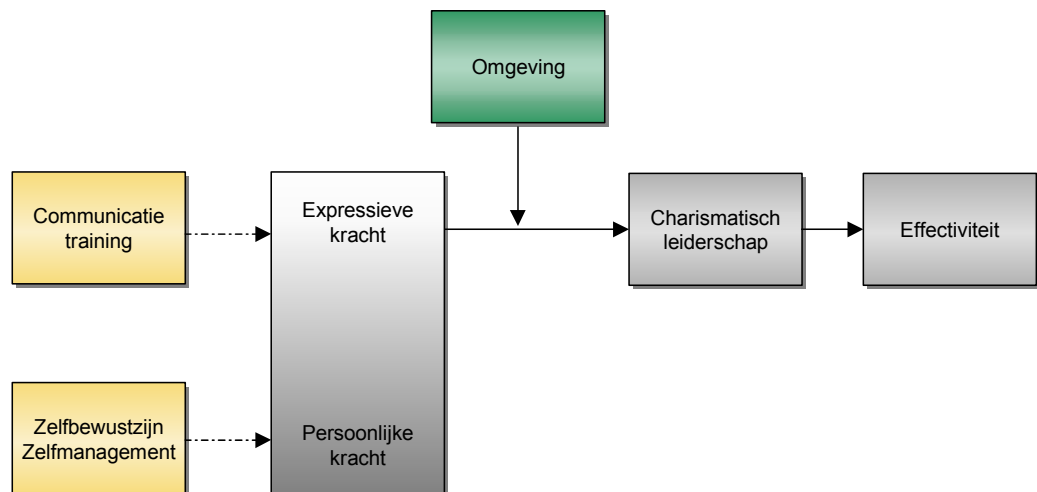 Omgeving
Communicatie
training
Expressieve
kracht
Charismatisch
leiderschap
Effectiviteit
Zelfbewustzijn
Zelfmanagement
Persoonlijke
kracht